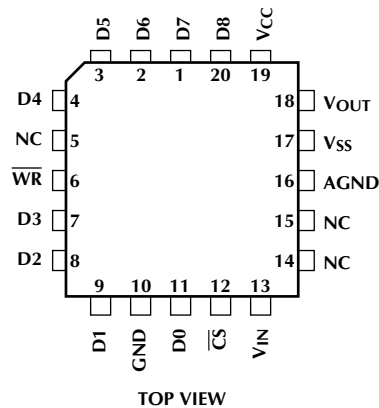 D5 D6 D7 D8 VCC
3 2 1 20 19
D4 4 18 VOUT
NC 5 17 VSS
W̅R̅ 6 16 AGND
D3 7 15 NC
D2 8 14 NC
9 10 11 12 13
D1 GND D0 C̅S̅ VIN
TOP VIEW